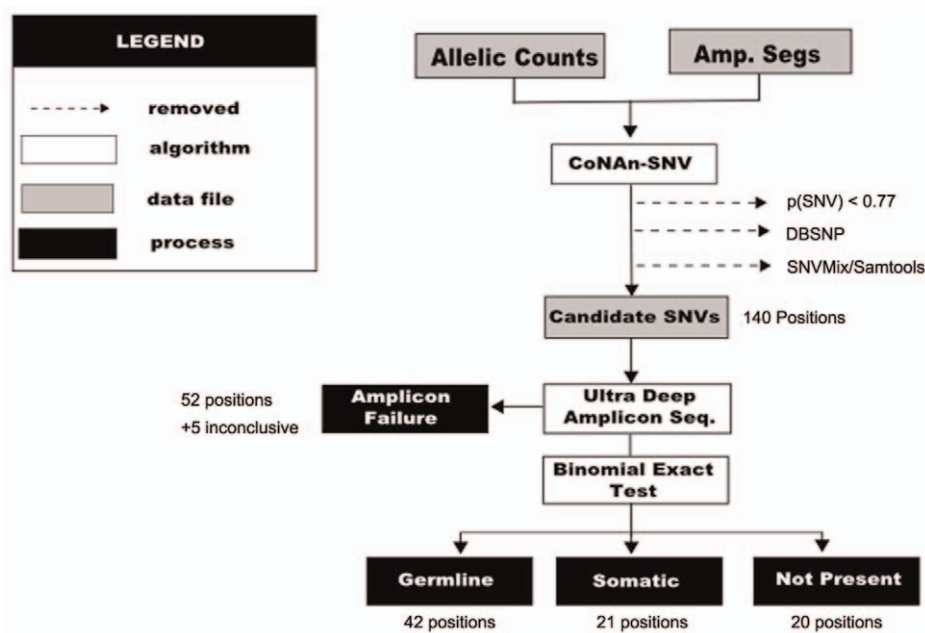 LEGEND
removed
algorithm
data file
process
Allelic Counts
Amp. Segs
CoNAn-SNV
p(SNV) < 0.77
DBSNP
SNVMix/Samtools
Candidate SNVs
140 Positions
52 positions
+5 inconclusive
Amplicon
Failure
Ultra Deep
Amplicon Seq.
Binomial Exact
Test
Germline
Somatic
Not Present
42 positions
21 positions
20 positions